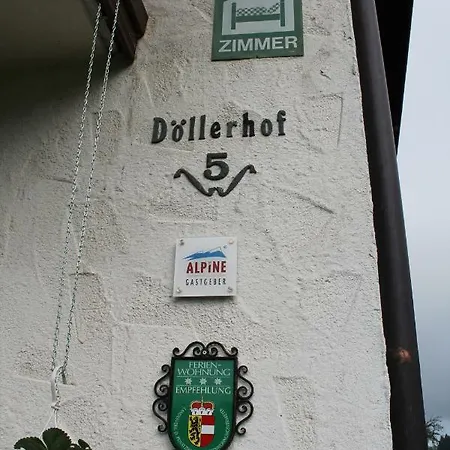 ZIMMER
Döllerhof
5
ALPINE
GASTGEBER
FERIEN-
WOHNUNG
EMPFEHLUNG